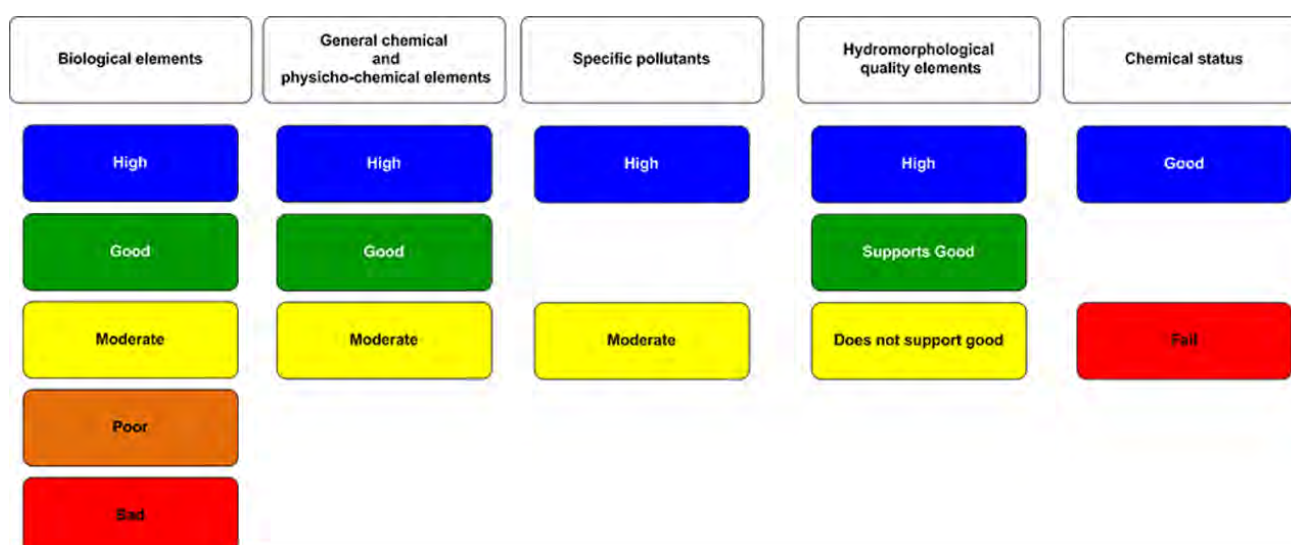 Biological elements
General chemical
and
physicho-chemical elements
Specific pollutants
Hydromorphological
quality elements
Chemical status
High
High
High
High
Good
Good
Good
Supports Good
Moderate
Moderate
Moderate
Does not support good
Fail
Poor
Bad